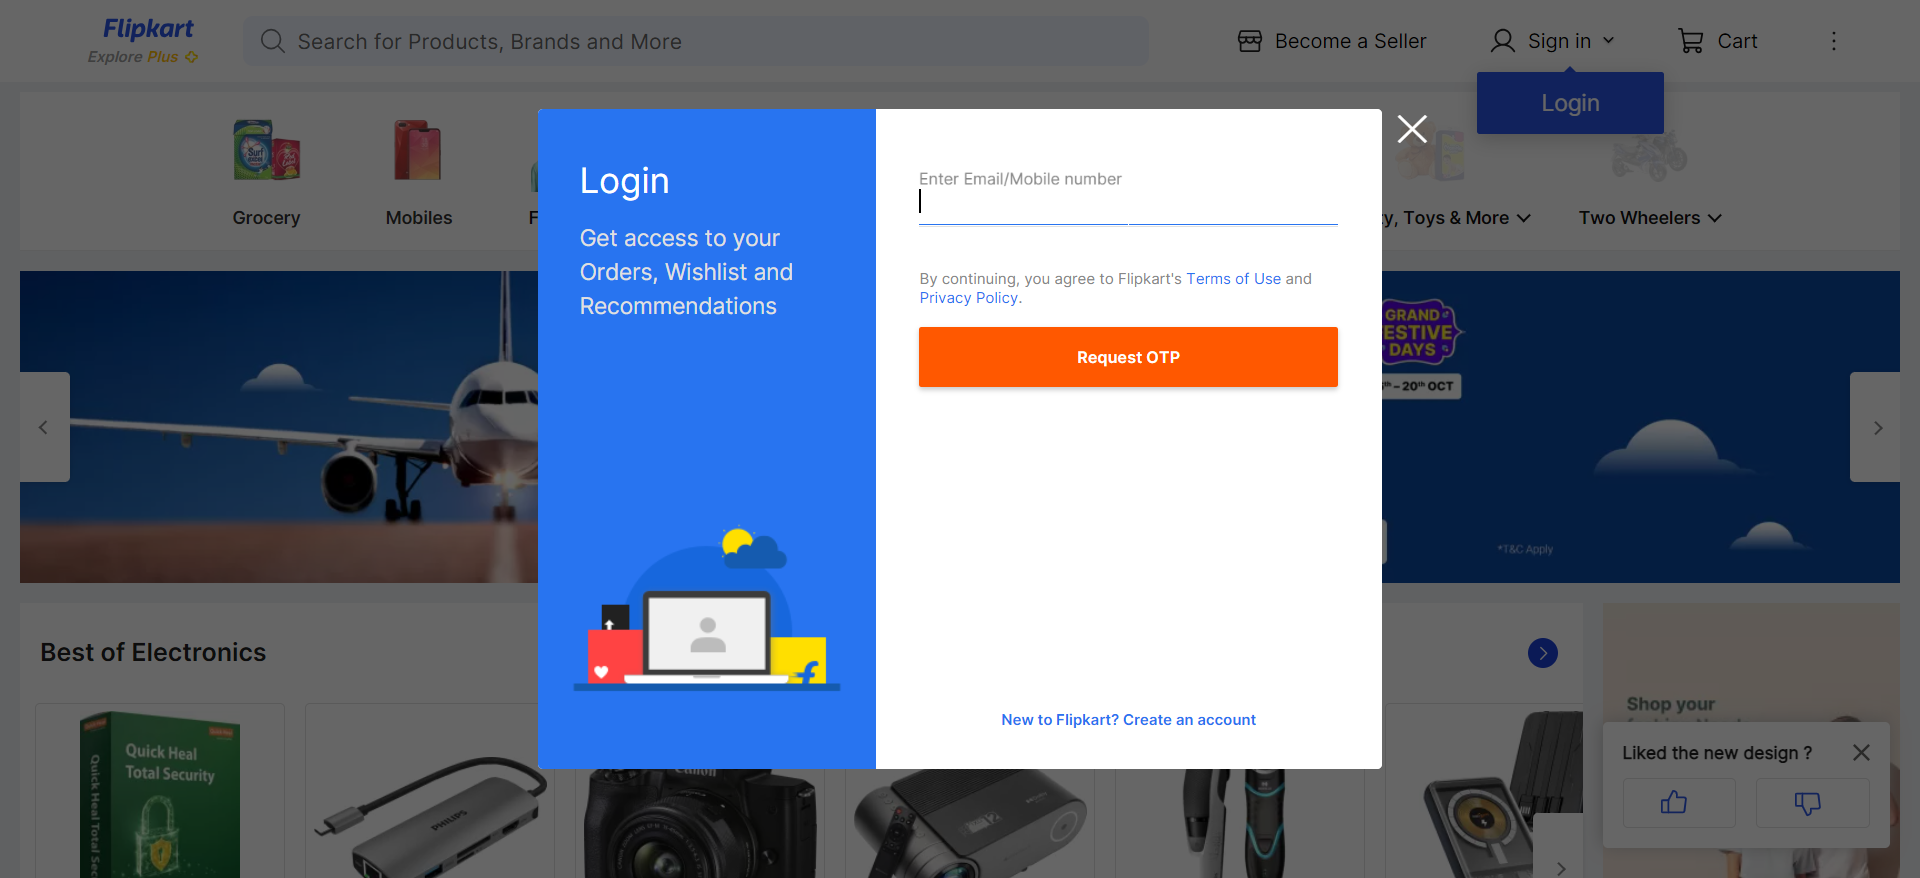 Flipkart
Explore Plus
Search for Products, Brands and More
Become a Seller
Sign in
Cart
Login
Surf excel
Grocery
Mobiles
F
y, Toys & More
Two Wheelers
Login
Get access to your
Orders, Wishlist and
Recommendations
Enter Email/Mobile number
By continuing, you agree to Flipkart's Terms of Use and
Privacy Policy.
Request OTP
New to Flipkart? Create an account
GRAND
ESTIVE
DAYS
th – 20th OCT
*T&C Apply
Best of Electronics
Quick Heal
Total Security
Quick Heal Total Sec
PHILIPS
Canon
Shop your
Liked the new design ?